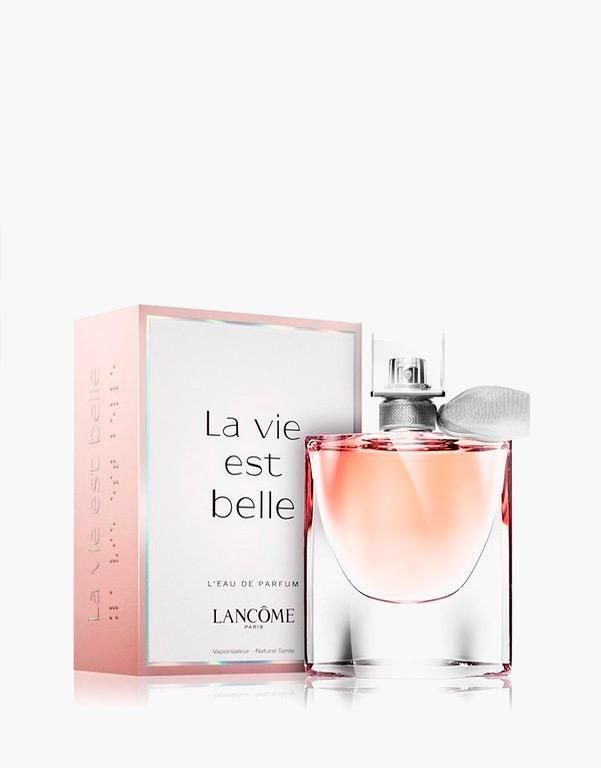 La vie est belle
La vie
est
belle
L'EAU DE PARFUM
LANCÔME
PARIS
Vaporisateur - Natural Spray